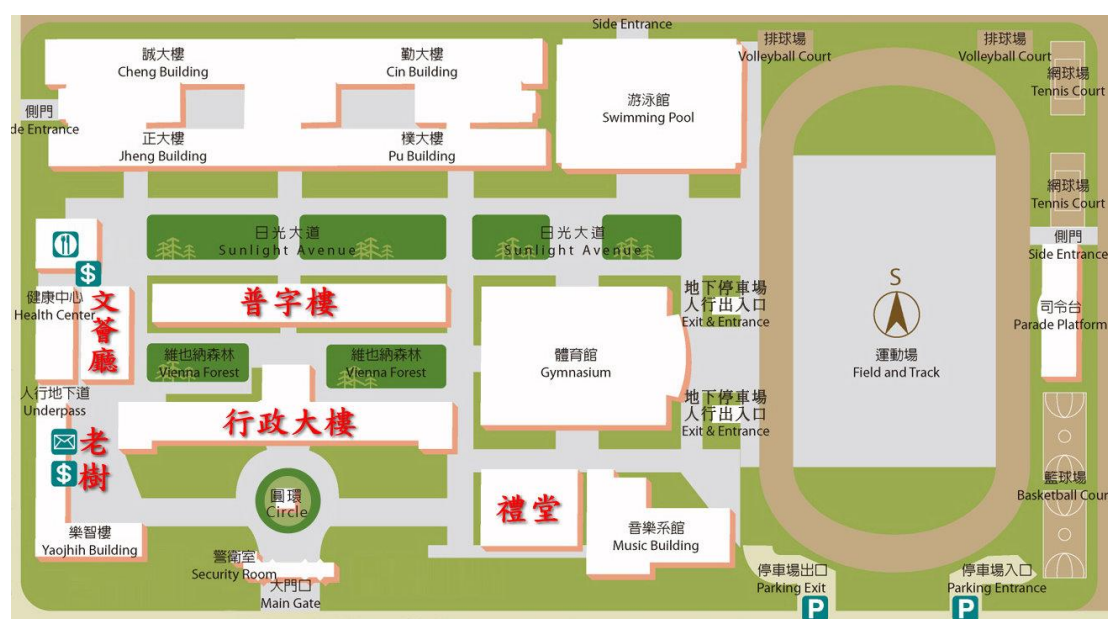 Side Entrance
誠大樓
Cheng Building
勤大樓
Cin Building
排球場
Volleyball Court
排球場
Volleyball Court
網球場
Tennis Court
游泳館
Swimming Pool
側門
de Entrance
正大樓
Jheng Building
樸大樓
Pu Building
網球場
Tennis Court
日光大道
Sunlight Avenue
日光大道
Sunlight Avenue
側門
Side Entrance
$
健康中心
Health Center
文薈廳
普字樓
地下停車場
人行出入口
Exit & Entrance
S
司令台
Parade Platform
維也納森林
Vienna Forest
維也納森林
Vienna Forest
體育館
Gymnasium
運動場
Field and Track
人行地下道
Underpass
地下停車場
人行出入口
Exit & Entrance
行政大樓
老樹
$
籃球場
Basketball Cour
圓環
Circle
禮堂
音樂系館
Music Building
樂智樓
Yaojhih Building
警衛室
Security Room
大門口
Main Gate
停車場出口
Parking Exit
P
停車場入口
Parking Entrance
P